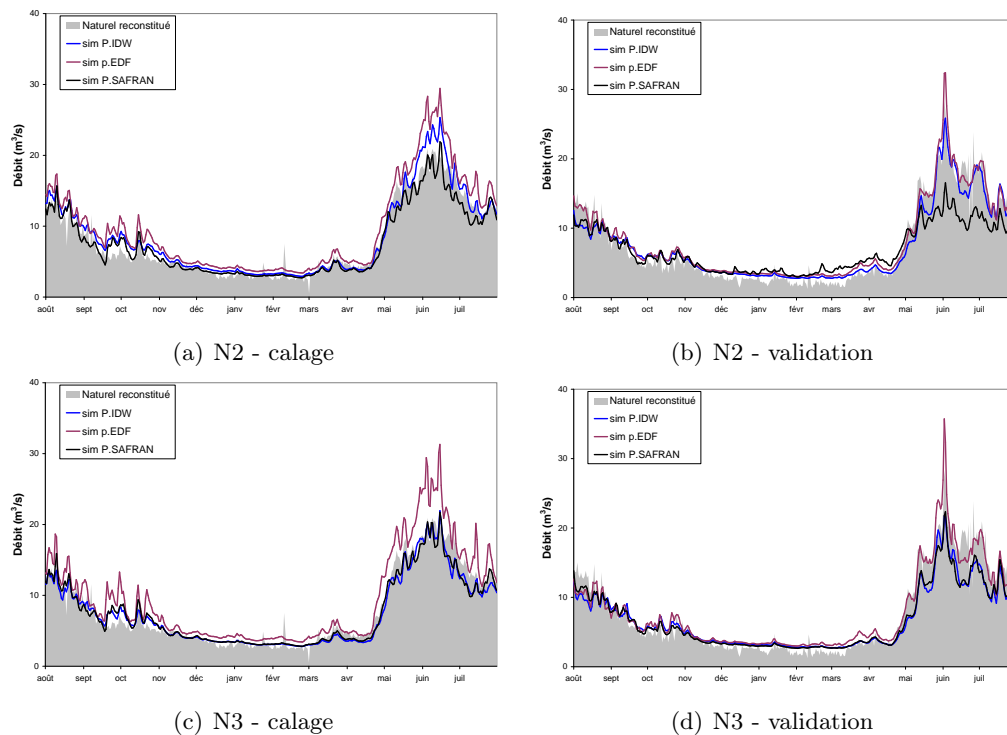 40
30
20
10
0
Débit (m³/s)
Naturel reconstitué
sim P.IDW
sim p.EDF
sim P.SAFRAN
août sept oct nov déc janv févr mars avr mai juin juil
(a) N2 - calage
40
30
20
10
0
Débit (m³/s)
Naturel reconstitué
sim P.IDW
sim p.EDF
sim P.SAFRAN
août sept oct nov déc janv févr mars avr mai juin juil
(b) N2 - validation
40
30
20
10
0
Débit (m³/s)
Naturel reconstitué
sim P.IDW
sim p.EDF
sim P.SAFRAN
août sept oct nov déc janv févr mars avr mai juin juil
(c) N3 - calage
40
30
20
10
0
Débit (m³/s)
Naturel reconstitué
sim P.IDW
sim p.EDF
sim P.SAFRAN
août sept oct nov déc janv févr mars avr mai juin juil
(d) N3 - validation